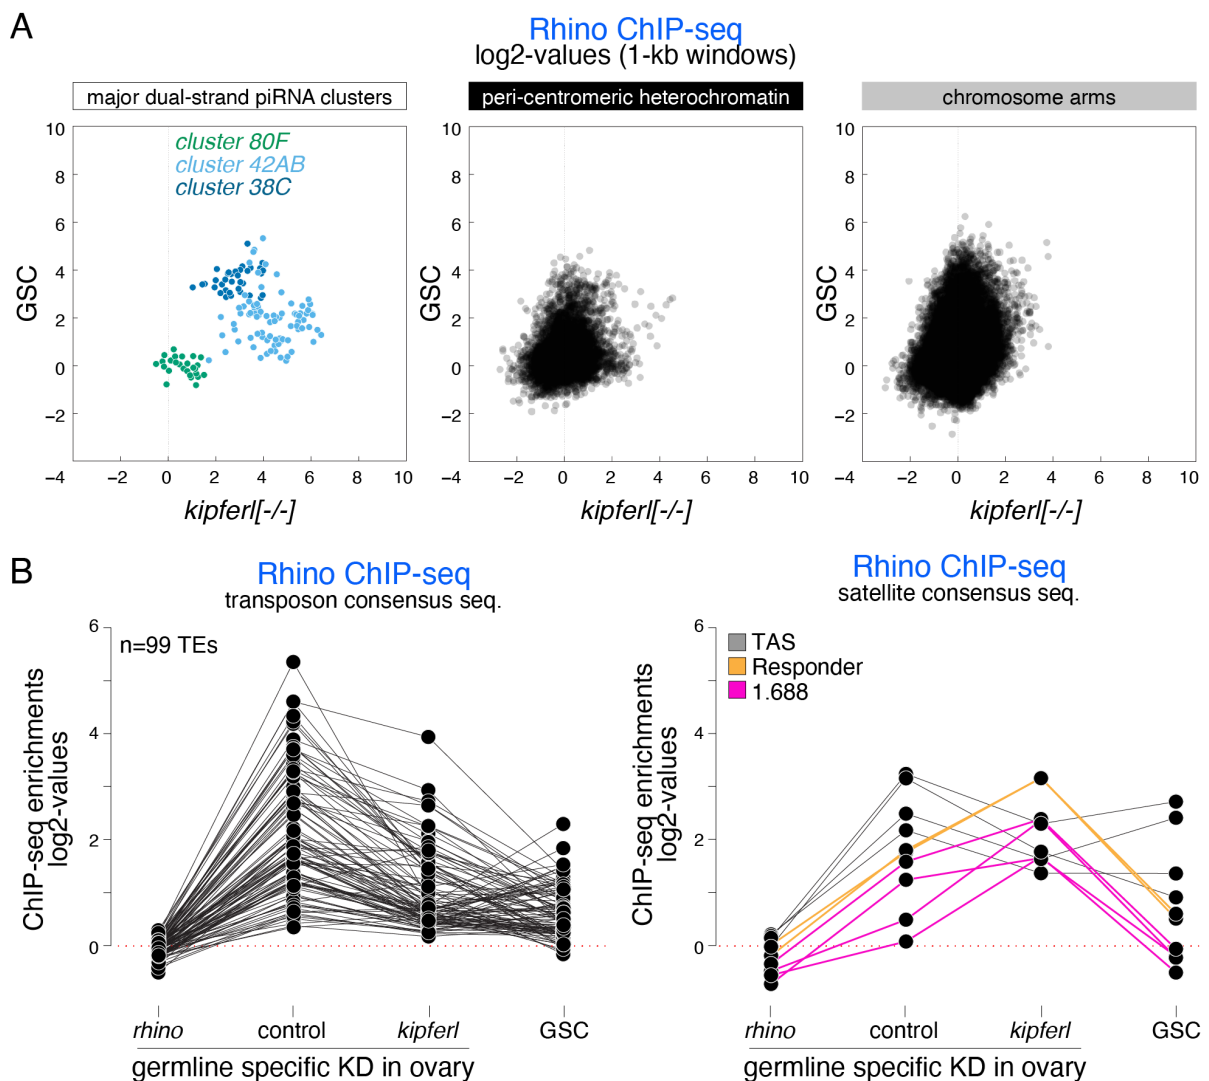 A
Rhino ChIP-seq
log2-values (1-kb windows)
major dual-strand piRNA clusters
peri-centromeric heterochromatin
chromosome arms
10
8
6
4
2
0
−2
−4
GSC
cluster 80F
cluster 42AB
cluster 38C
−2
0
2
4
6
8
10
kipferl[-/-]
10
8
6
4
2
0
−2
−4
GSC
−2
0
2
4
6
8
10
kipferl[-/-]
10
8
6
4
2
0
−2
−4
GSC
−2
0
2
4
6
8
10
kipferl[-/-]
B
Rhino ChIP-seq
transposon consensus seq.
n=99 TEs
ChIP-seq enrichments
log2-values
6
4
2
0
rhino
control
kipferl
GSC
germline specific KD in ovary
Rhino ChIP-seq
satellite consensus seq.
TAS
Responder
1.688
ChIP-seq enrichments
log2-values
6
4
2
0
rhino
control
kipferl
GSC
germline specific KD in ovary